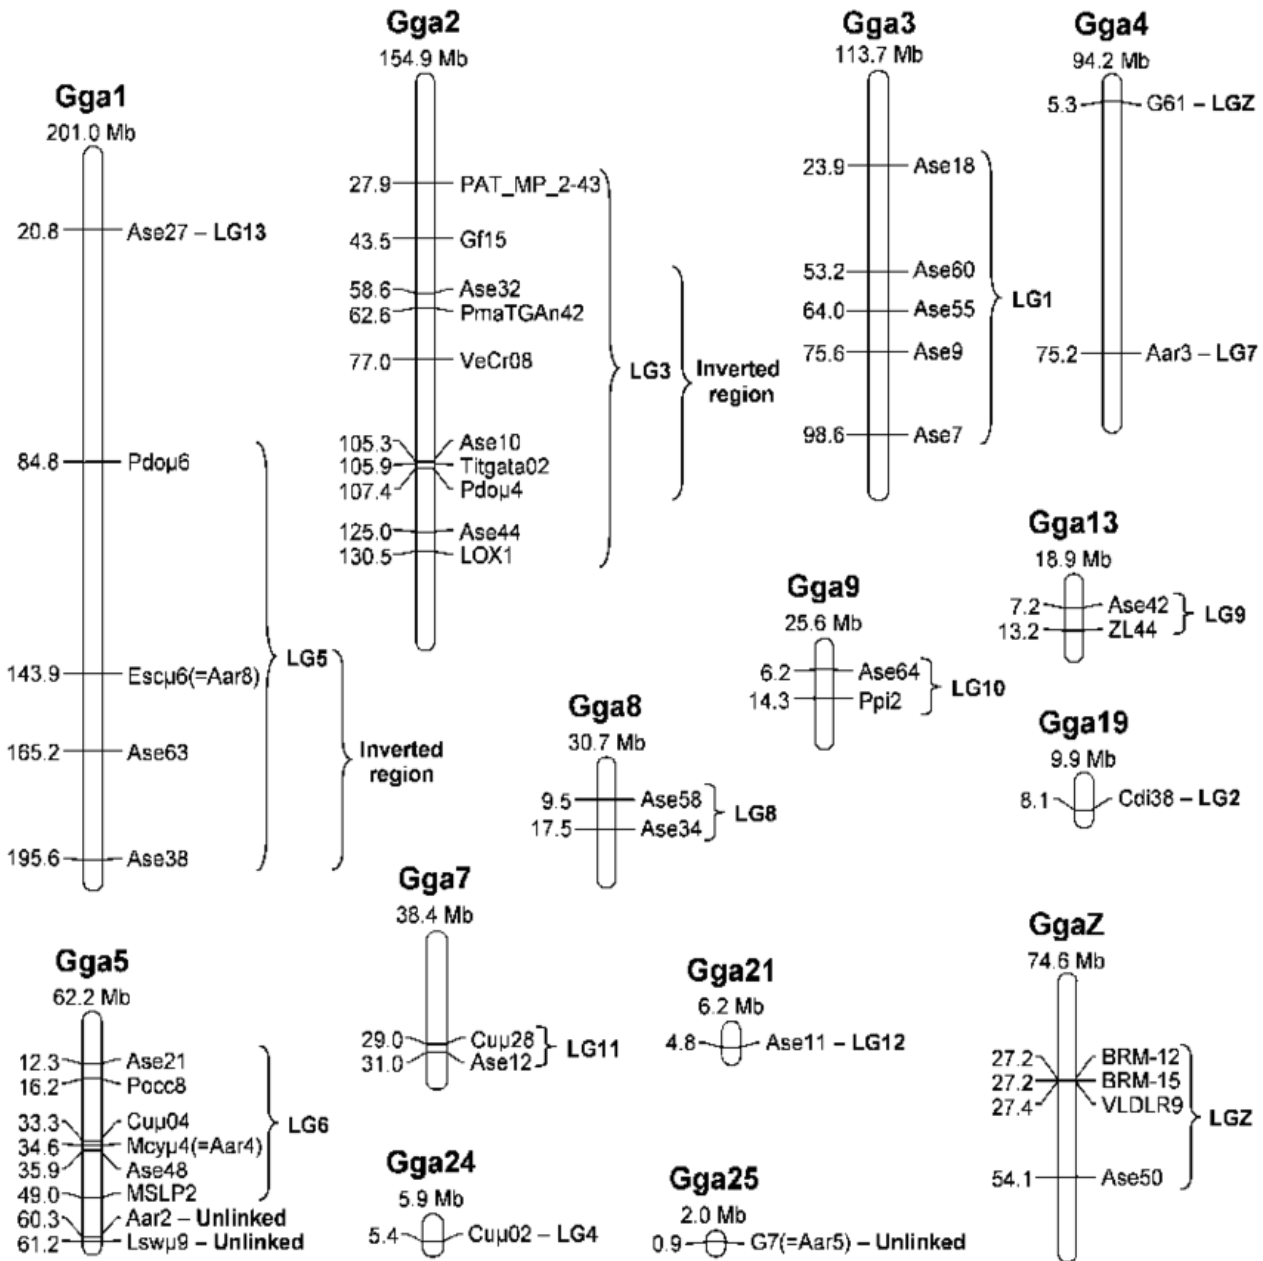 Gga1
201.0 Mb
20.8 Ase27 – LG13
84.8 Pdoµ6
143.9 Escµ6(=Aar8)
165.2 Ase63
195.6 Ase38
LG5
Inverted
region
Gga2
154.9 Mb
27.9 PAT_MP_2-43
43.5 Gf15
58.6 Ase32
62.6 PmaTGAn42
77.0 VeCr08
105.3 Ase10
105.9 Titgata02
107.4 Pdoµ4
125.0 Ase44
130.5 LOX1
LG3
Inverted
region
Gga3
113.7 Mb
23.9 Ase18
53.2 Ase60
64.0 Ase55
75.6 Ase9
98.6 Ase7
LG1
Gga4
94.2 Mb
5.3 G61 – LGZ
75.2 Aar3 – LG7
Gga13
18.9 Mb
7.2 Ase42
13.2 ZL44
LG9
Gga9
25.6 Mb
6.2 Ase64
14.3 Ppi2
LG10
Gga8
30.7 Mb
9.5 Ase58
17.5 Ase34
LG8
Gga19
9.9 Mb
8.1 Cdi38 – LG2
Gga7
38.4 Mb
29.0 Cuµ28
31.0 Ase12
LG11
Gga5
62.2 Mb
12.3 Ase21
16.2 Pocc8
33.3 Cuµ04
34.6 Mcyµ4(=Aar4)
35.9 Ase48
49.0 MSLP2
60.3 Aar2 – Unlinked
61.2 Lswµ9 – Unlinked
LG6
Gga21
6.2 Mb
4.8 Ase11 – LG12
Gga24
5.9 Mb
5.4 Cuµ02 – LG4
Gga25
2.0 Mb
0.9 G7(=Aar5) – Unlinked
GgaZ
74.6 Mb
27.2 BRM-12
27.2 BRM-15
27.4 VLDLR9
54.1 Ase50
LGZ